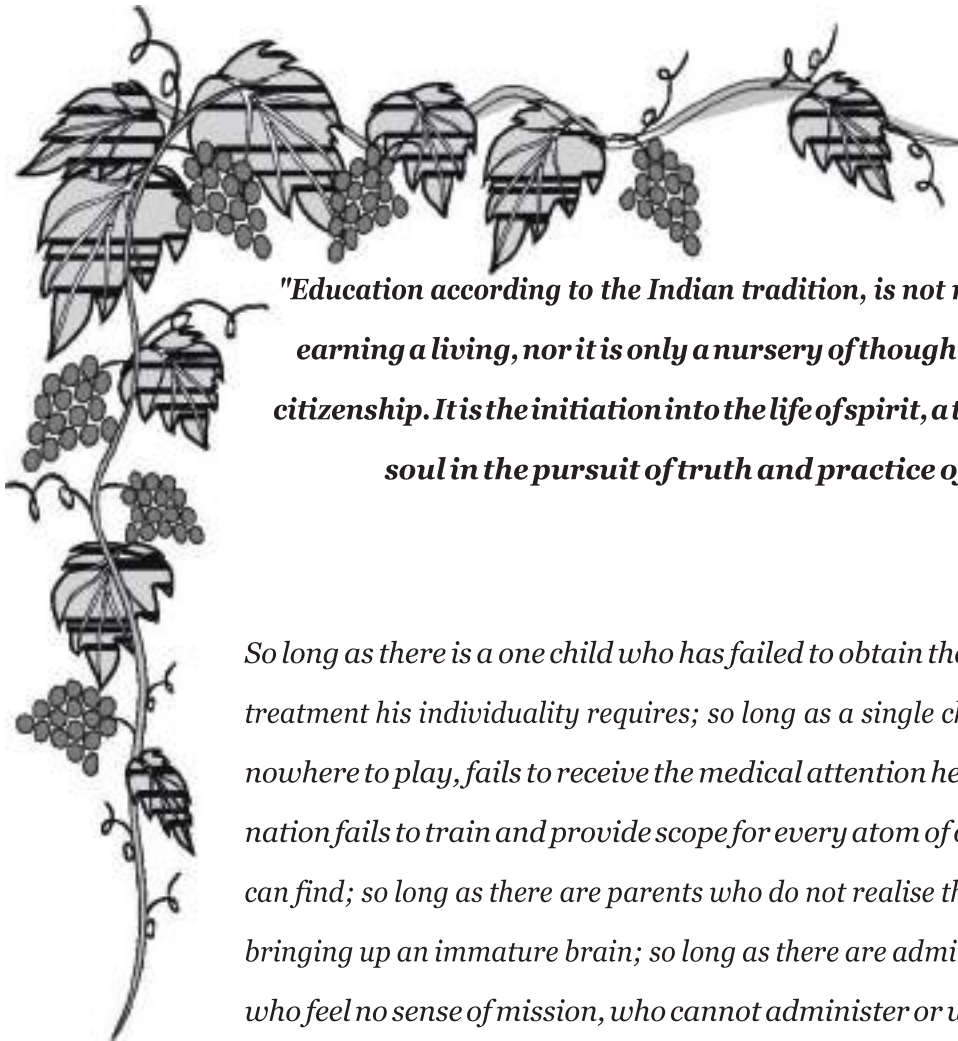 "Education according to the Indian tradition, is not
earning a living, nor it is only a nursery of though
citizenship. It is the initiation into the life of spirit, a
soul in the pursuit of truth and practice
So long as there is a one child who has failed to obtain
treatment his individuality requires; so long as a single
nowhere to play, fails to receive the medical attention he
nation fails to train and provide scope for every atom of
can find; so long as there are parents who do not realise
bringing up an immature brain; so long as there are
who feel no sense of mission, who cannot administer or